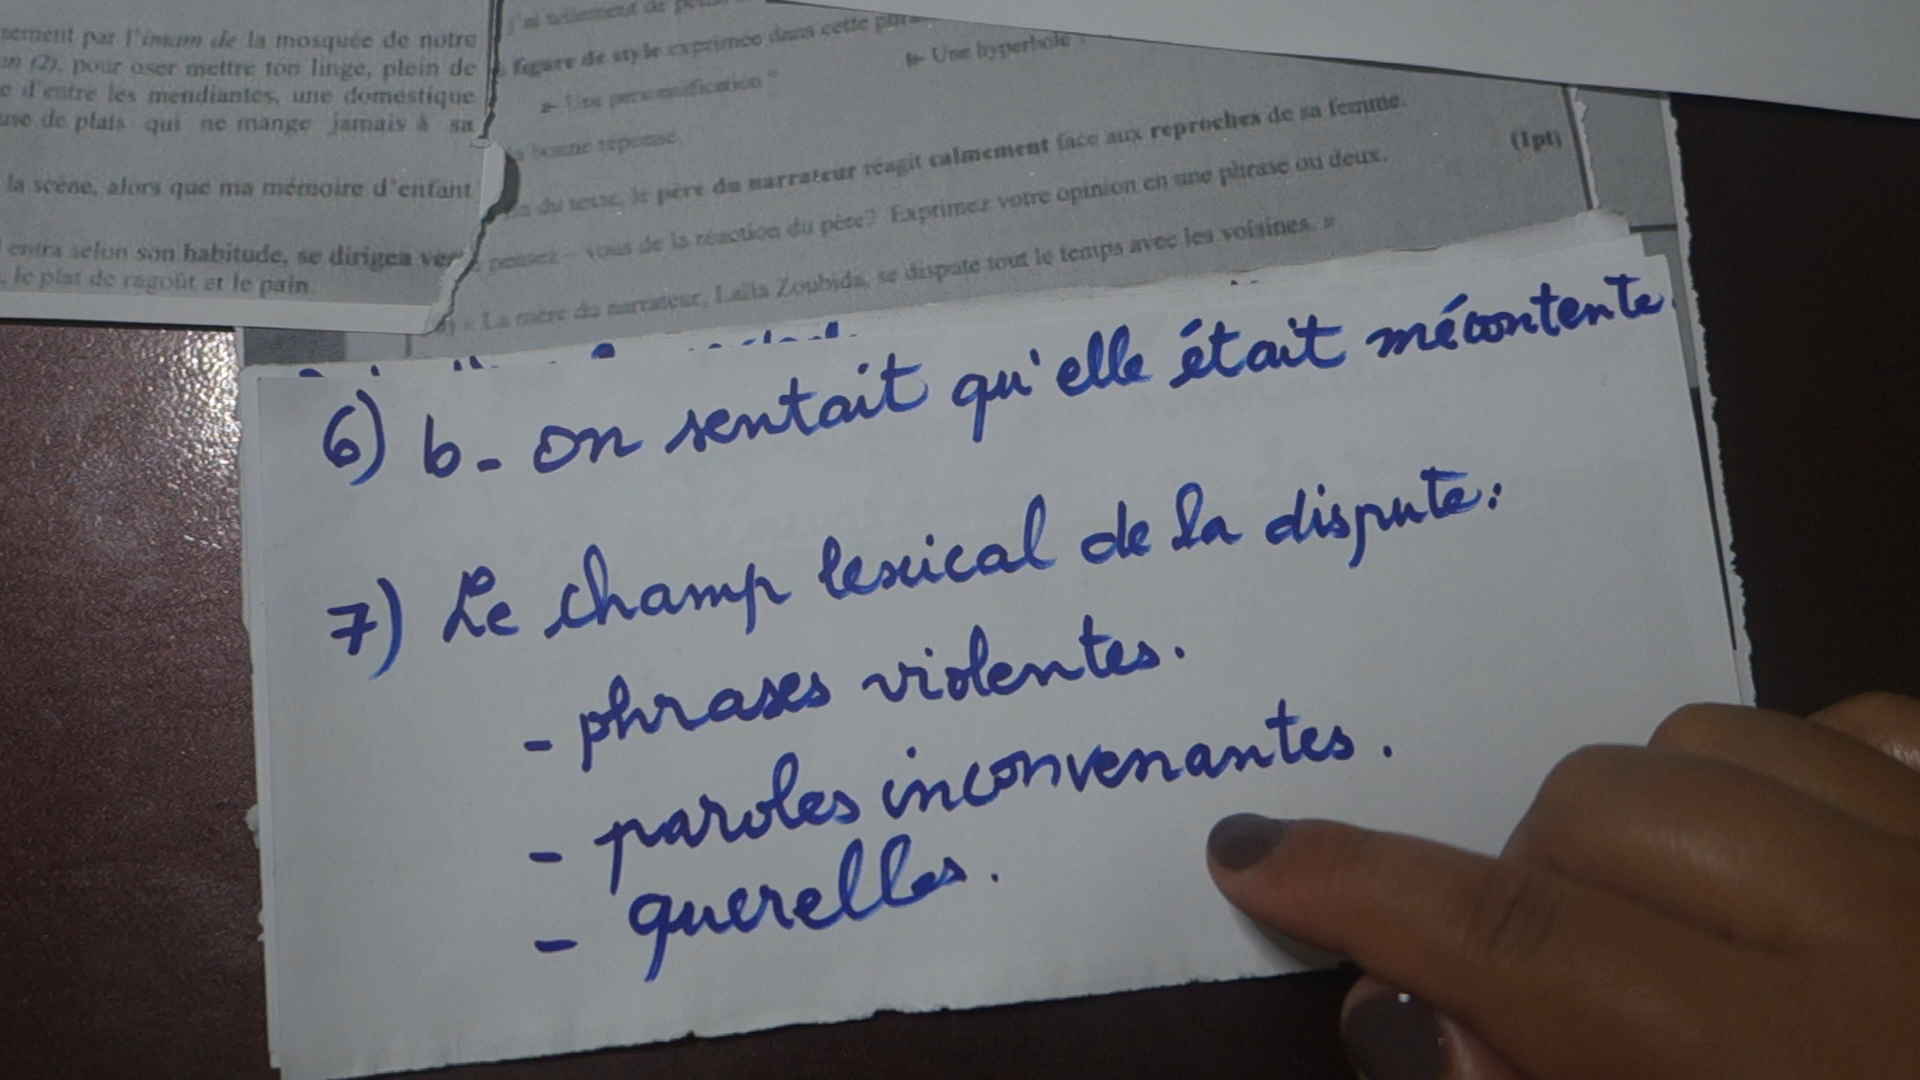 sement par l'imam de la mosquée de notre
(2), pour oser mettre ton linge, plein de
e d'entre les mendiantes, une domestique
de plats qui ne mange jamais à sa
la scène, alors que ma mémoire d'enfant
entra selon son habitude, se dirigea ver
le plat de ragoût et le pain
j'ai tellement de
figure de style exprimée dans cette
a- Une personnification
b- Une hyperbole
bonne réponse
du texte, le père du narrateur réagit calmement face aux reproches de sa femme.
pensez - vous de la réaction du père? Exprimez votre opinion en une phrase ou deux.
(1pt)
« La mère du narrateur, Lalla Zoubida, se dispute tout le temps avec les voisines. »
6) b- on sentait qu'elle était mécontente.
7) Le champ lexical de la dispute:
- phrases violentes.
- paroles inconvenantes.
- querelles.